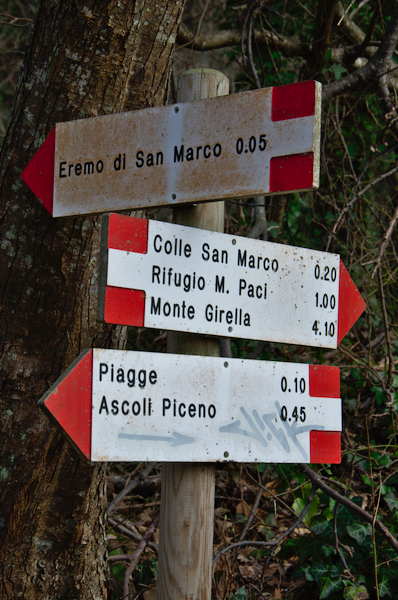 Eremo di San Marco 0.05
Colle San Marco 0.20
Rifugio M. Paci 1.00
Monte Girella 4.10
Piagge 0.10
Ascoli Piceno 0.45